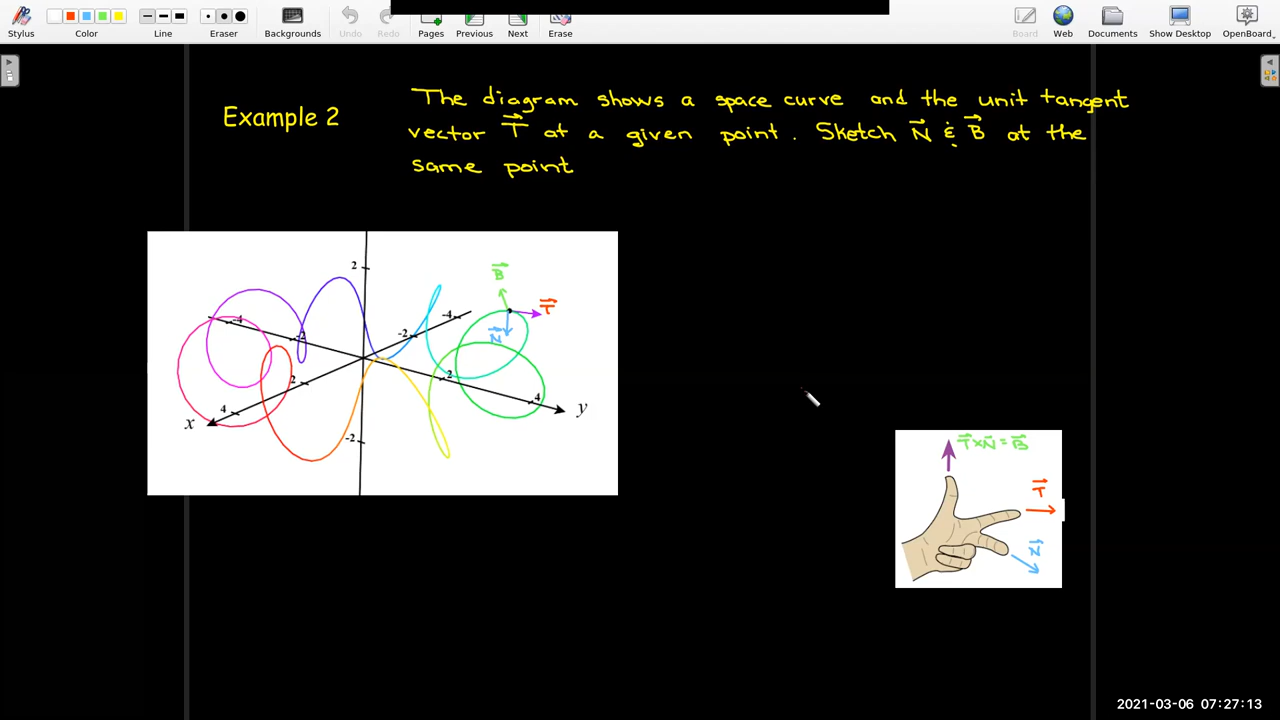 Stylus Color Line Eraser Backgrounds Undo Redo Pages Previous Next Erase Board Web Documents Show Desktop OpenBoard
Example 2
The diagram shows a space curve and the unit tangent
vector T⃗ at a given point. Sketch N⃗ & B⃗ at the
same point
2
B⃗
-4
-4
T⃗
-2
-2
N⃗
2
2
4
4
x
y
-2
T⃗×N⃗=B⃗
T⃗
N⃗
2021-03-06 07:27:13